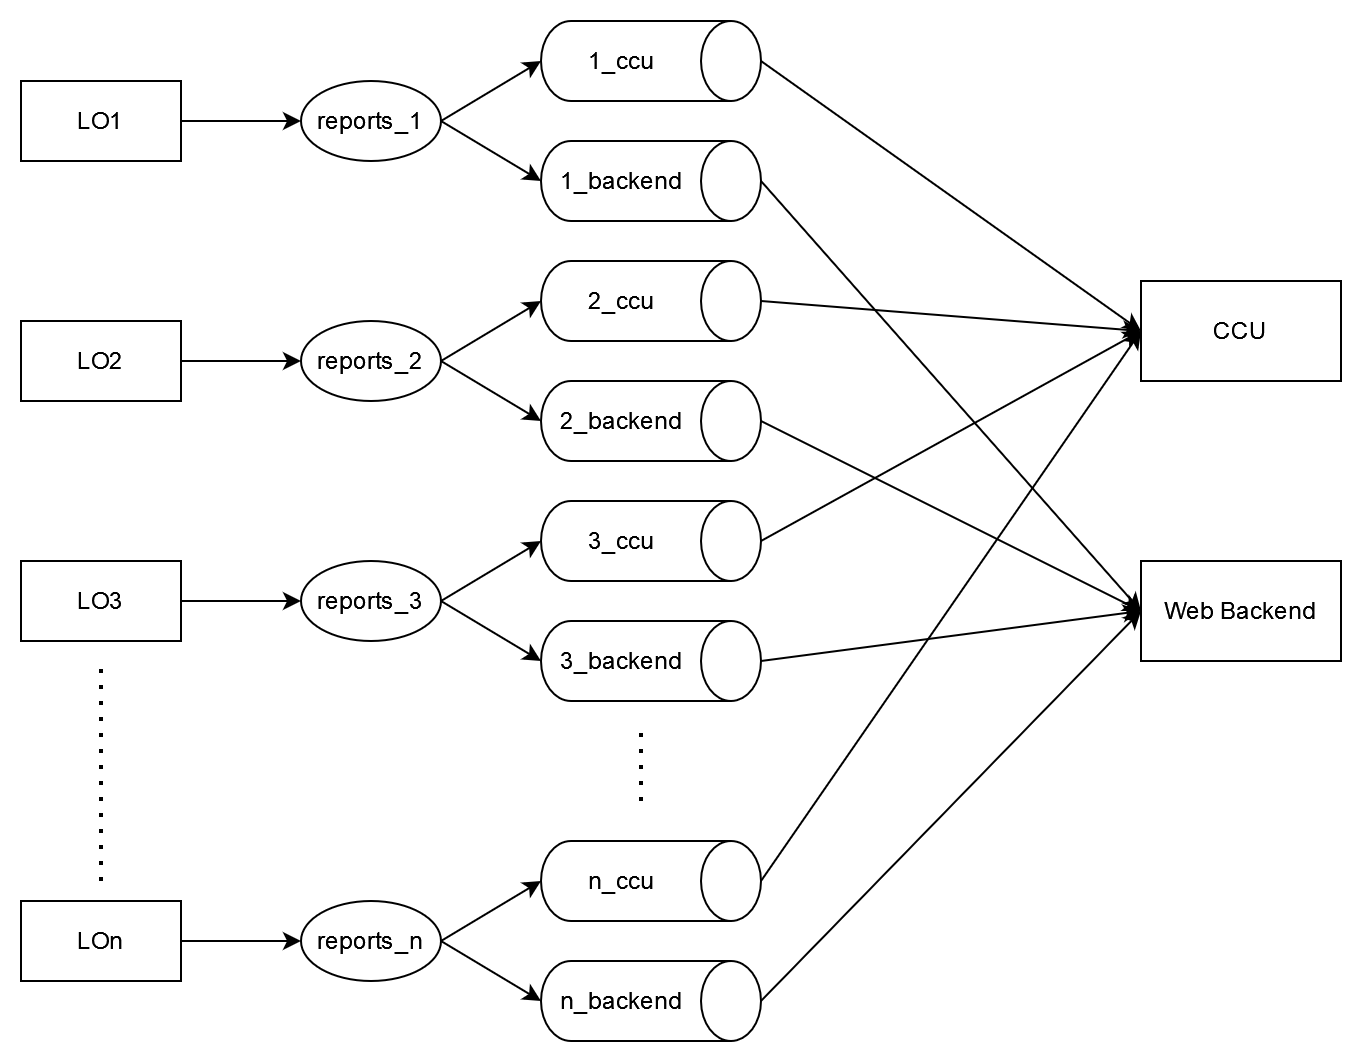 LO1
reports_1
1_ccu
1_backend
LO2
reports_2
2_ccu
2_backend
LO3
reports_3
3_ccu
3_backend
LOn
reports_n
n_ccu
n_backend
CCU
Web Backend